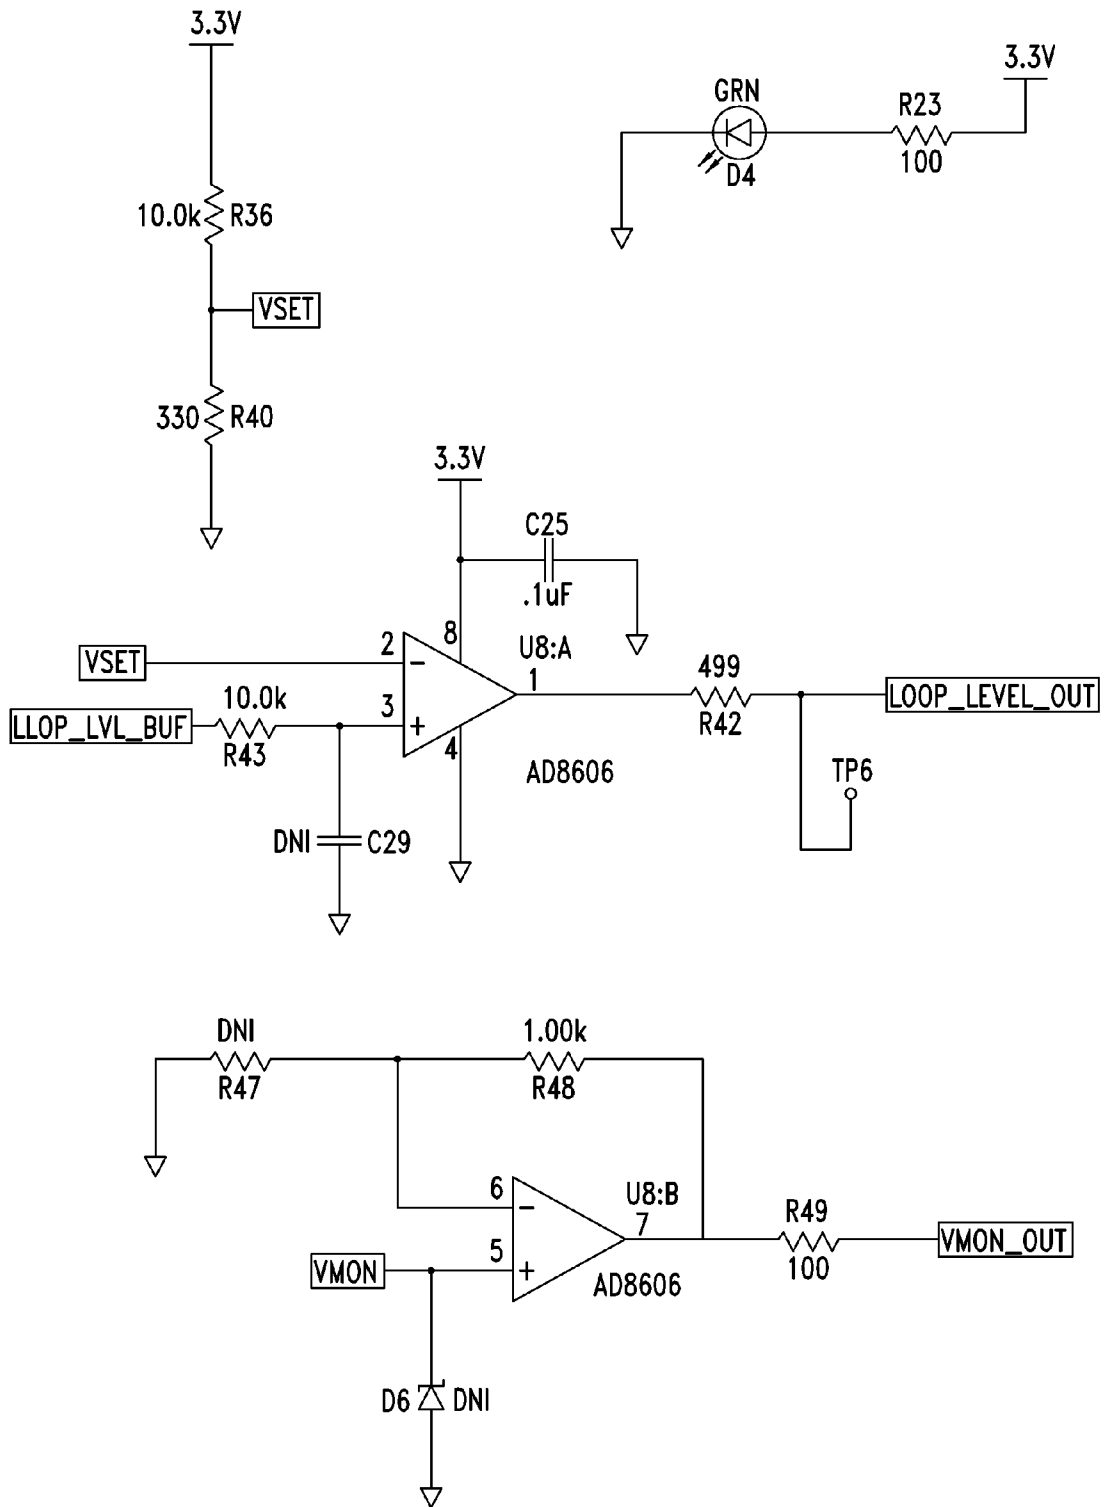 3.3V
3.3V
GRN
R23
100
D4
10.0k R36
VSET
330 R40
3.3V
C25
.1uF
8
2
U8:A
VSET
-
1
499
LOOP_LEVEL_OUT
10.0k
3
LLOP_LVL_BUF
+
R42
R43
4
AD8606
TP6
DNI C29
DNI
1.00k
R47
R48
6
-
U8:B
7
R49
VMON_OUT
5
VMON
+
100
AD8606
D6 DNI